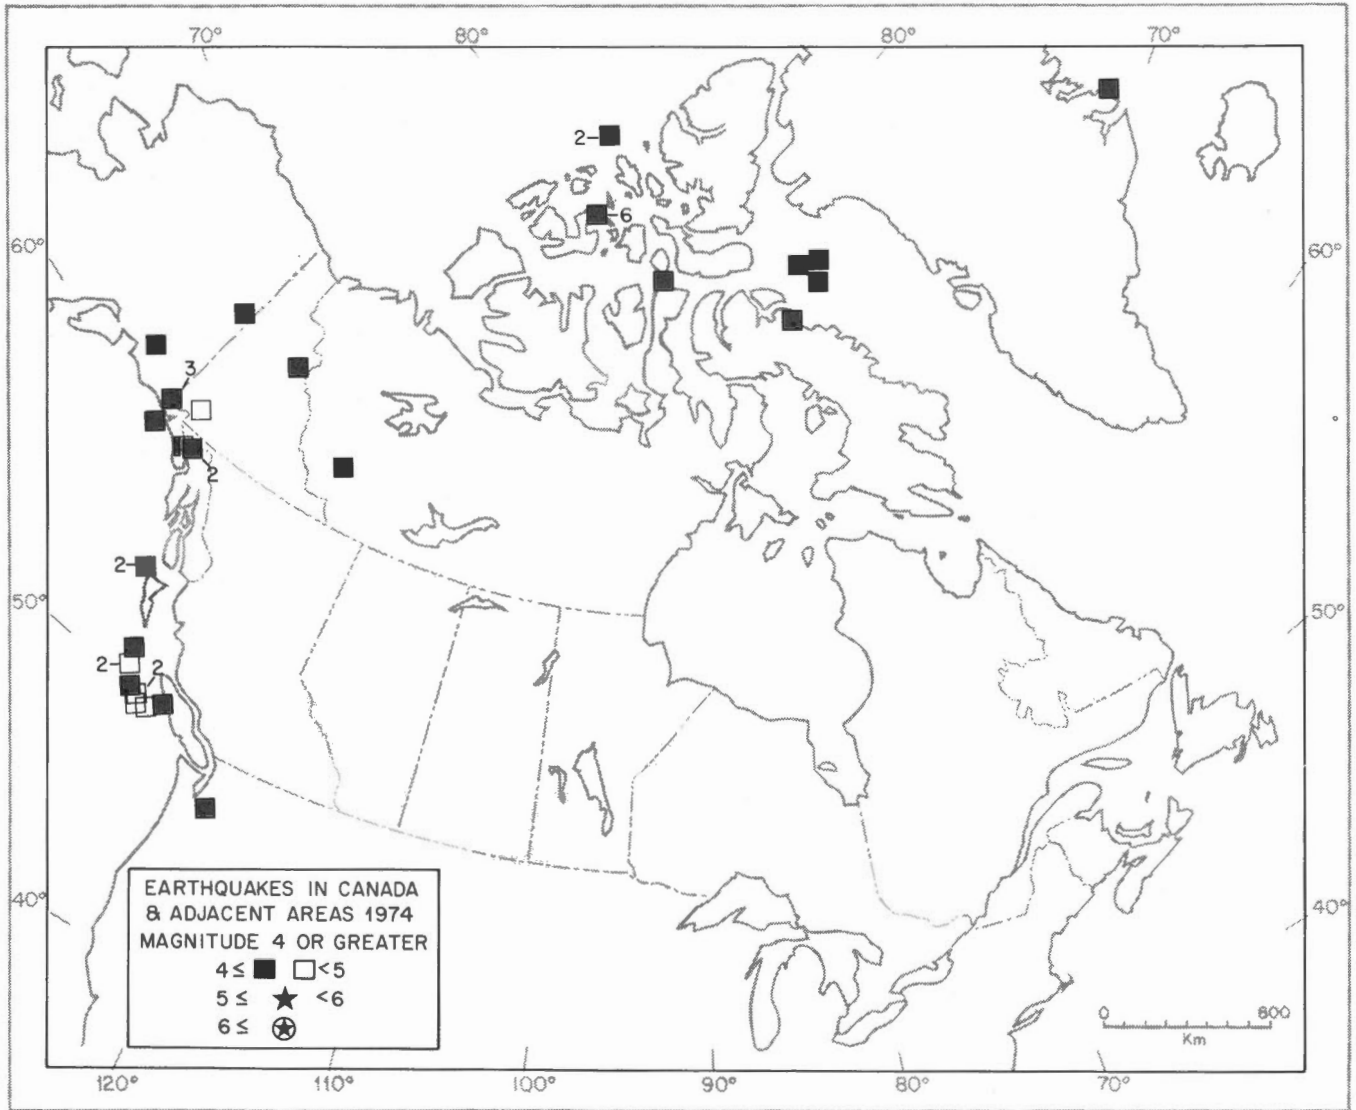 70° 80° 80° 70°
2-
-6
60° 60°
3
2
2-
50° 50°
2- 2
40° 40°
EARTHQUAKES IN CANADA
& ADJACENT AREAS 1974
MAGNITUDE 4 OR GREATER
4≤ <5
5≤ <6
6≤
0 800
Km
120° 110° 100° 90° 80° 70°